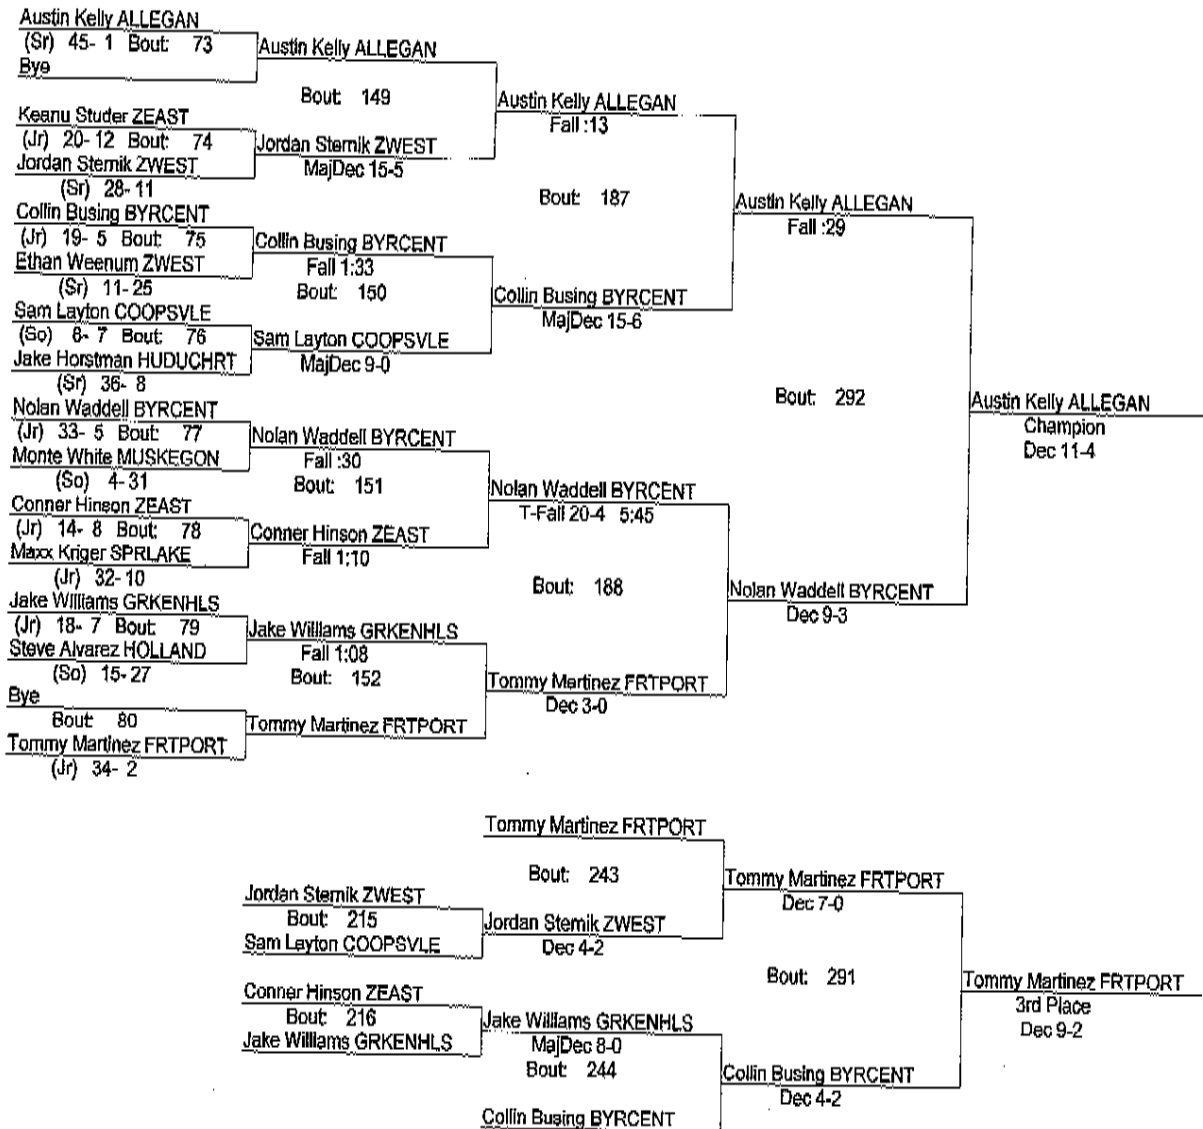 Austin Kelly ALLEGAN
(Sr) 45- 1 Bout: 73
Bye
Austin Kelly ALLEGAN
Bout: 149
Keanu Studer ZEAST
(Jr) 20- 12 Bout: 74
Jordan Sternik ZWEST
(Sr) 28- 11
Jordan Sternik ZWEST
MajDec 15-5
Austin Kelly ALLEGAN
Fall :13
Bout: 187
Collin Busing BYRCENT
(Jr) 19- 5 Bout: 75
Ethan Weenum ZWEST
(Sr) 11- 25
Collin Busing BYRCENT
Fall 1:33
Bout: 150
Sam Layton COOPSVLE
(So) 6- 7 Bout: 76
Jake Horstman HUDUCHRT
(Sr) 36- 8
Sam Layton COOPSVLE
MajDec 9-0
Collin Busing BYRCENT
MajDec 15-6
Austin Kelly ALLEGAN
Fall :29
Bout: 292
Nolan Waddell BYRCENT
(Jr) 33- 5 Bout: 77
Monte White MUSKEGON
(So) 4- 31
Nolan Waddell BYRCENT
Fall :30
Bout: 151
Conner Hinson ZEAST
(Jr) 14- 8 Bout: 78
Maxx Kriger SPRLAKE
(Jr) 32- 10
Conner Hinson ZEAST
Fall 1:10
Nolan Waddell BYRCENT
T-Fall 20-4 5:45
Bout: 188
Jake Williams GRKENHLS
(Jr) 18- 7 Bout: 79
Steve Alvarez HOLLAND
(So) 15- 27
Jake Williams GRKENHLS
Fall 1:08
Bout: 152
Bye
Bout: 80
Tommy Martinez FRTPORT
(Jr) 34- 2
Tommy Martinez FRTPORT
Tommy Martinez FRTPORT
Dec 3-0
Nolan Waddell BYRCENT
Dec 9-3
Austin Kelly ALLEGAN
Champion
Dec 11-4
Tommy Martinez FRTPORT
Bout: 243
Jordan Sternik ZWEST
Bout: 215
Sam Layton COOPSVLE
Jordan Sternik ZWEST
Dec 4-2
Tommy Martinez FRTPORT
Dec 7-0
Bout: 291
Conner Hinson ZEAST
Bout: 216
Jake Williams GRKENHLS
Jake Williams GRKENHLS
MajDec 8-0
Bout: 244
Collin Busing BYRCENT
Collin Busing BYRCENT
Dec 4-2
Tommy Martinez FRTPORT
3rd Place
Dec 9-2